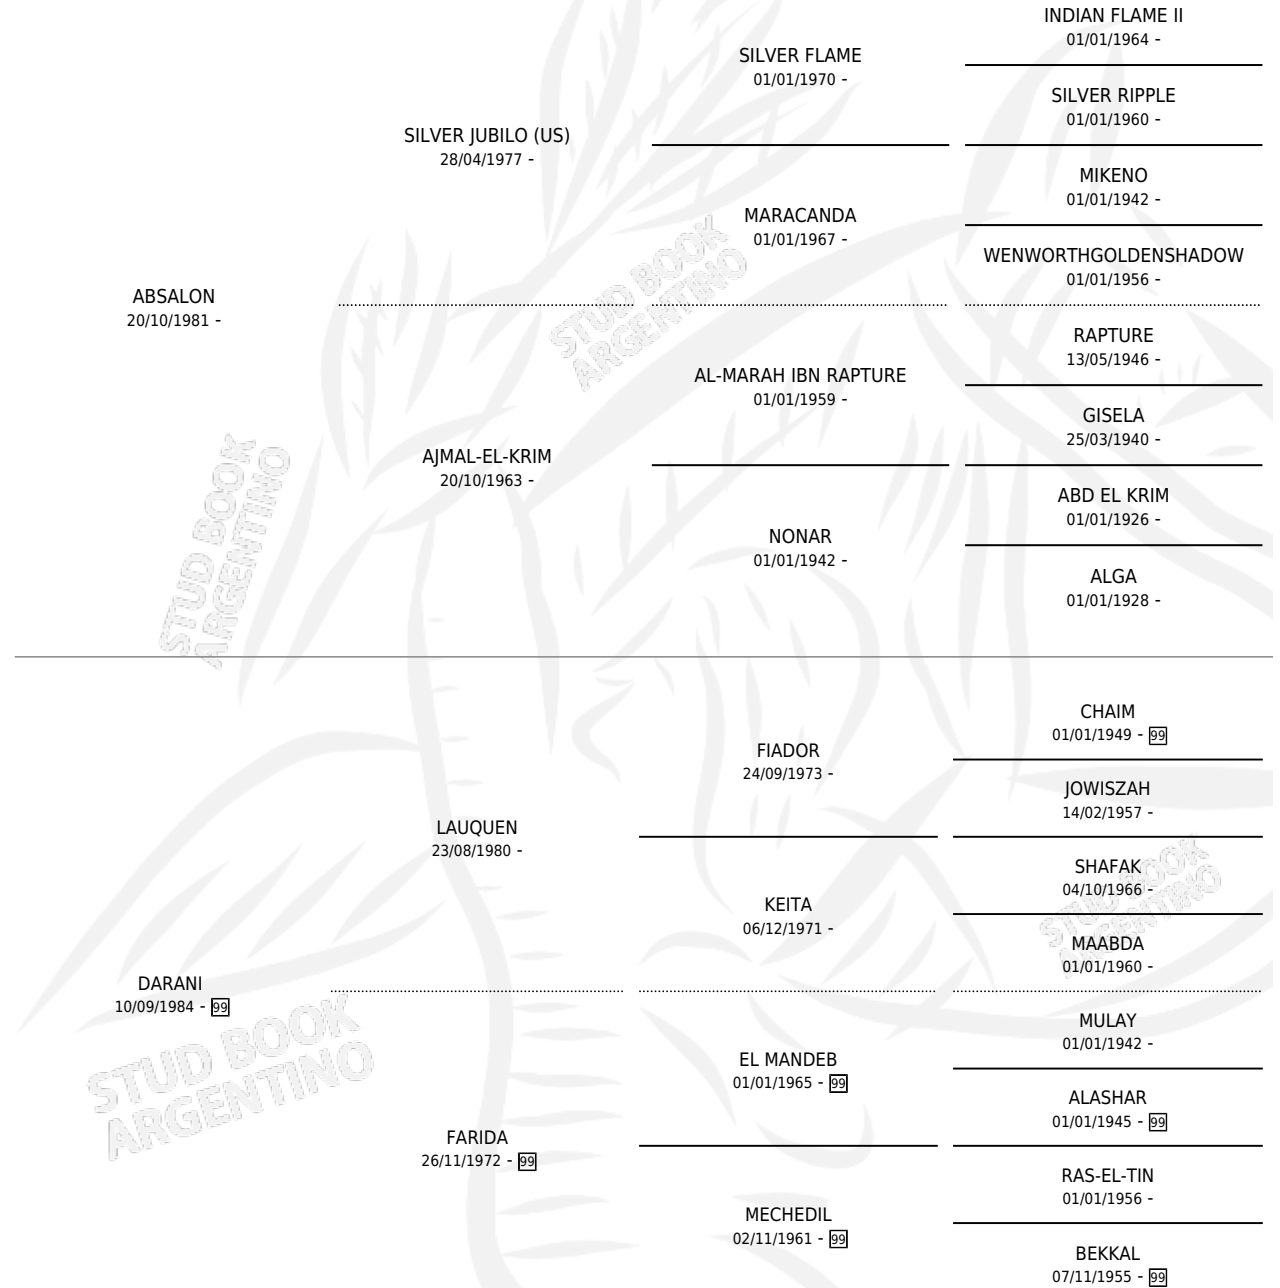 INDIAN FLAME II
01/01/1964 -
SILVER FLAME
01/01/1970 -
SILVER RIPPLE
01/01/1960 -
SILVER JUBILO (US)
28/04/1977 -
MIKENO
01/01/1942 -
MARACANDA
01/01/1967 -
WENWORTHGOLDENSHADOW
01/01/1956 -
STUD BOOK
ARGENTINO
ABSALON
20/10/1981 -
RAPTURE
13/05/1946 -
AL-MARAH IBN RAPTURE
01/01/1959 -
GISELA
25/03/1940 -
AJMAL-EL-KRIM
20/10/1963 -
ABD EL KRIM
01/01/1926 -
NONAR
01/01/1942 -
ALGA
01/01/1928 -
STUD BOOK
ARGENTINO
CHAIM
01/01/1949 - 99
FIADOR
24/09/1973 -
JOWISZAH
14/02/1957 -
LAUQUEN
23/08/1980 -
SHAFAK
04/10/1966 -
KEITA
06/12/1971 -
MAABDA
01/01/1960 -
STUD BOOK
ARGENTINO
DARANI
10/09/1984 - 99
MULAY
01/01/1942 -
EL MANDEB
01/01/1965 - 99
ALASHAR
01/01/1945 - 99
STUD BOOK
ARGENTINO
FARIDA
26/11/1972 - 99
RAS-EL-TIN
01/01/1956 -
MECHEDIL
02/11/1961 - 99
BEKKAL
07/11/1955 - 99